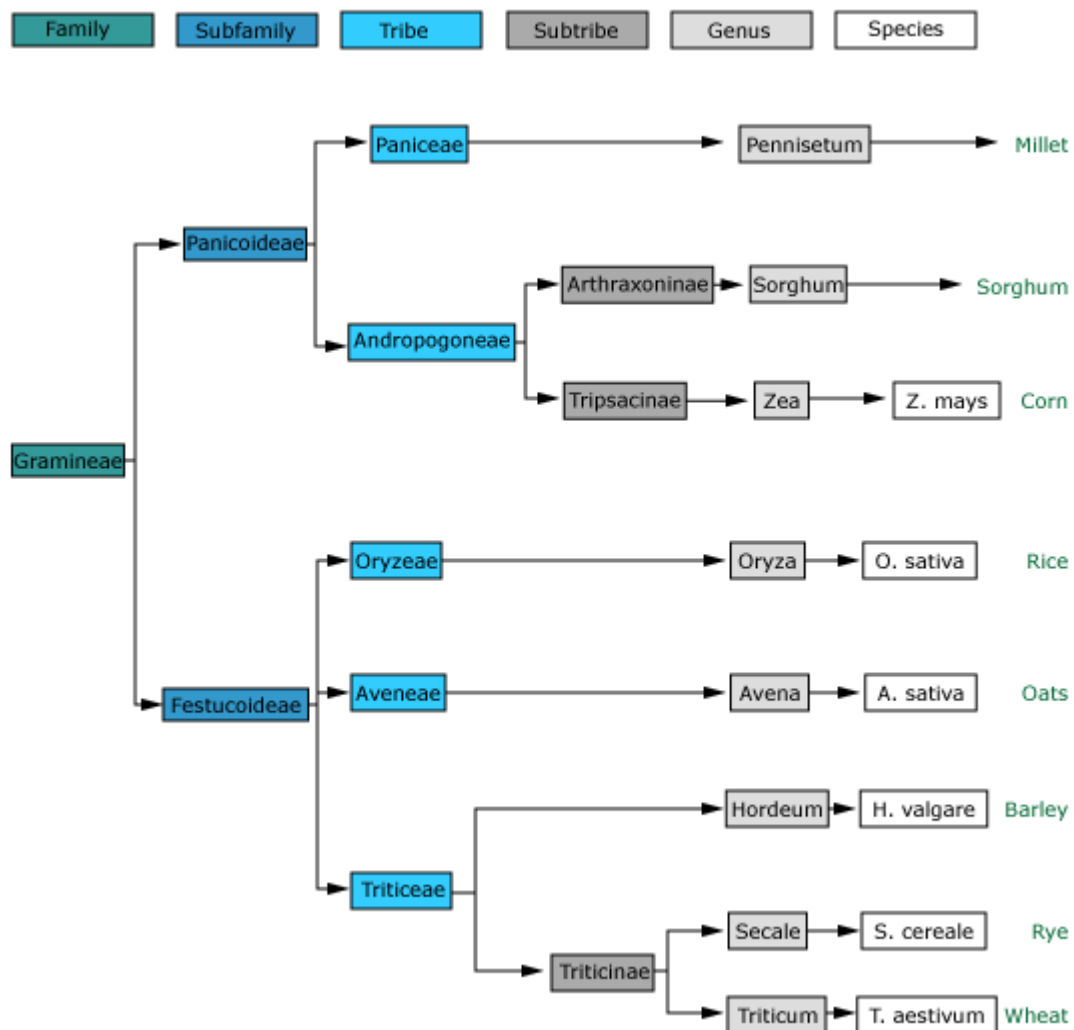 Family Subfamily Tribe Subtribe Genus Species
Paniceae Pennisetum Millet
Panicoideae
Arthraxoninae Sorghum Sorghum
Andropogoneae
Tripsacinae Zea Z. mays Corn
Gramineae
Oryzeae Oryza O. sativa Rice
Festucoideae Aveneae Avena A. sativa Oats
Hordeum H. valgare Barley
Triticeae
Secale S. cereale Rye
Triticinae
Triticum T. aestivum Wheat